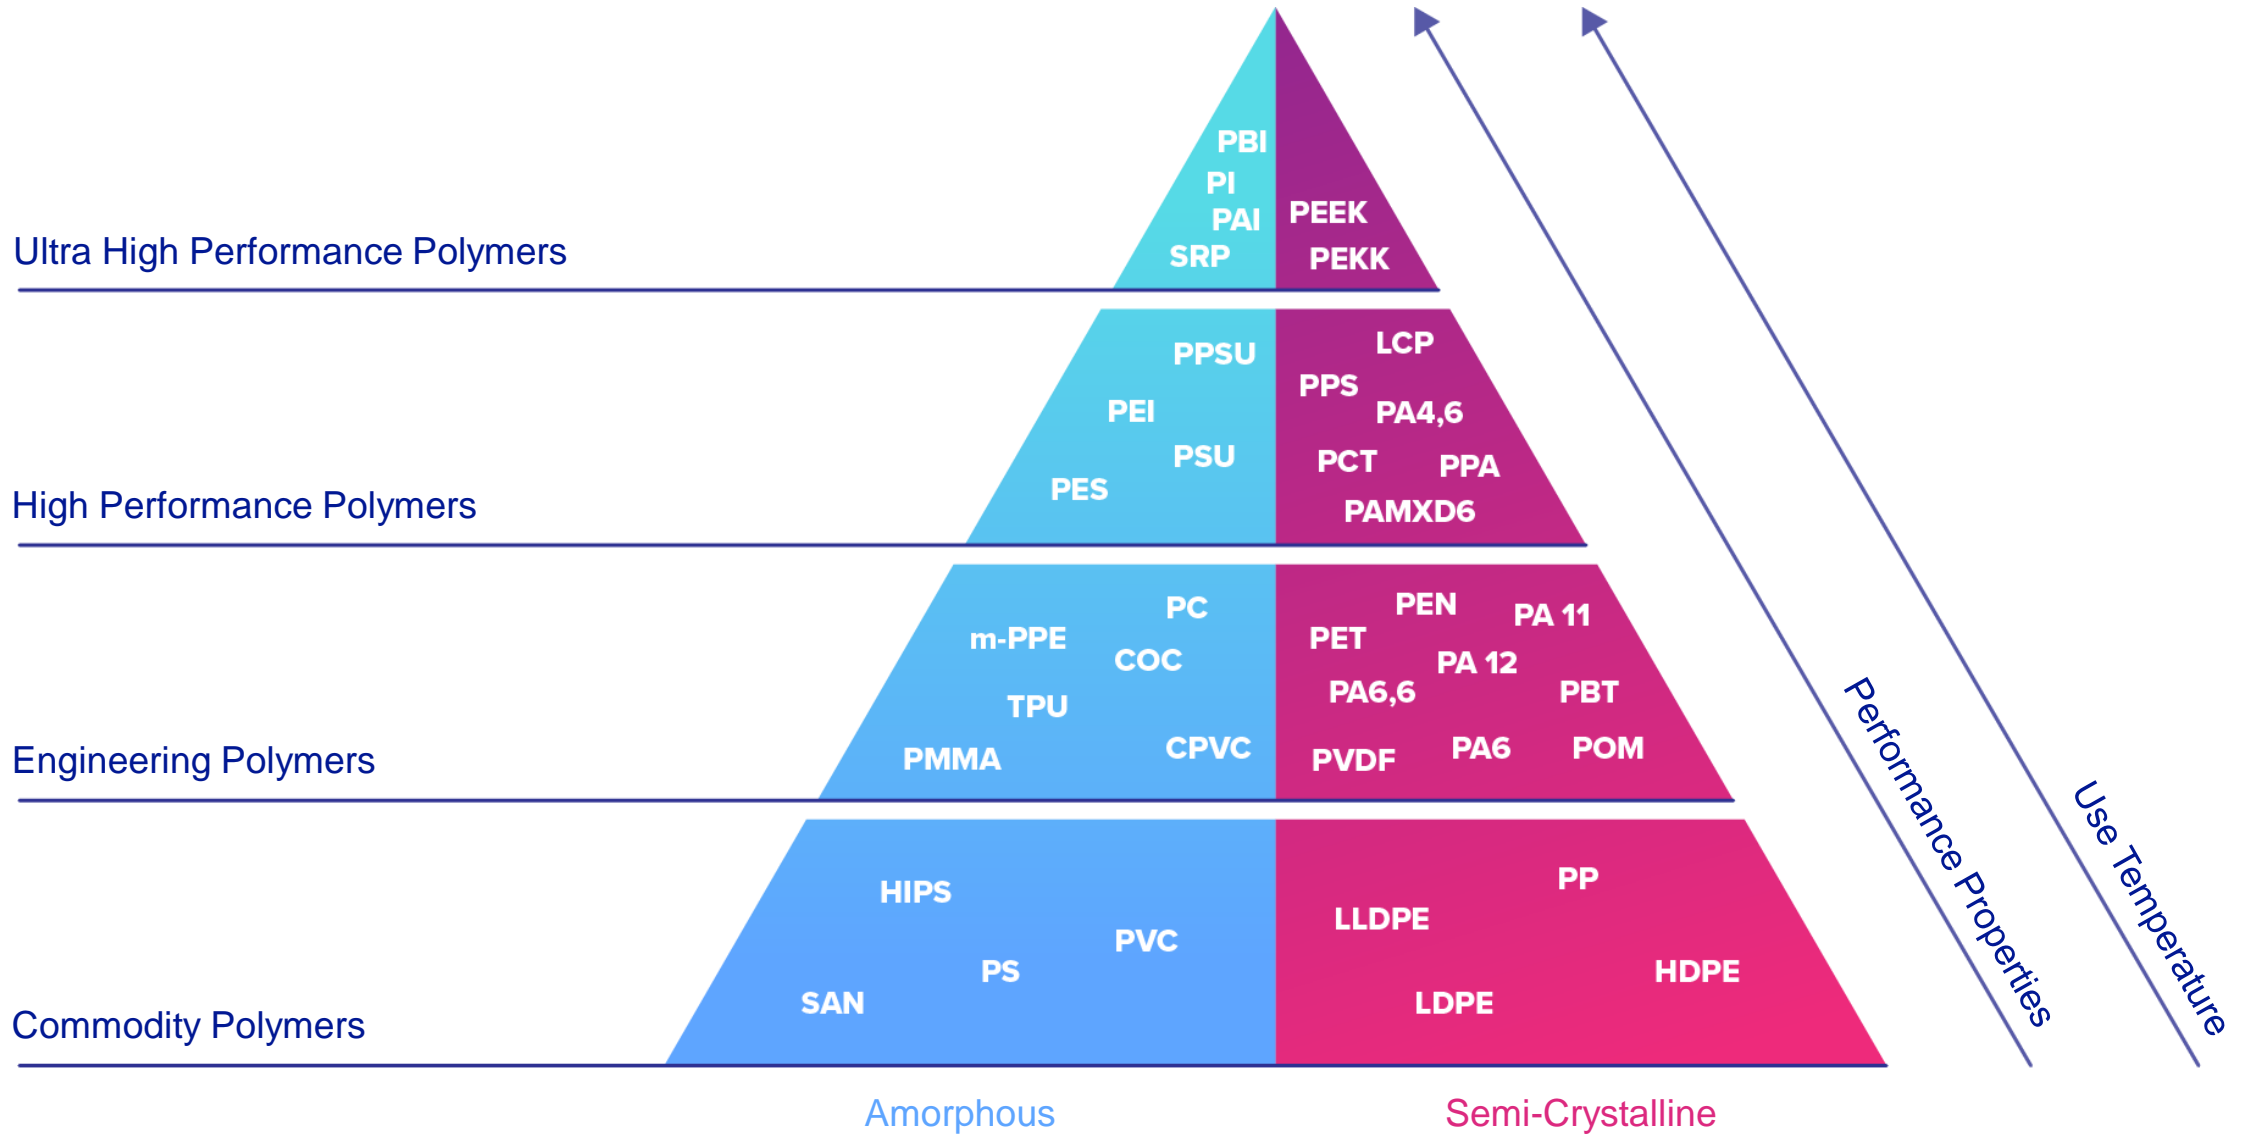 PBI
PI
PAI
SRP
PEEK
PEKK
Ultra High Performance Polymers
PPSU
PEI
PSU
PES
LCP
PPS
PA4,6
PCT
PPA
PAMXD6
High Performance Polymers
PC
m-PPE
COC
TPU
PMMA
CPVC
PEN
PA 11
PET
PA 12
PA6,6
PBT
PVDF
PA6
POM
Engineering Polymers
HIPS
PVC
PS
SAN
PP
LLDPE
HDPE
LDPE
Commodity Polymers
Amorphous
Semi-Crystalline
Performance Properties
Use Temperature